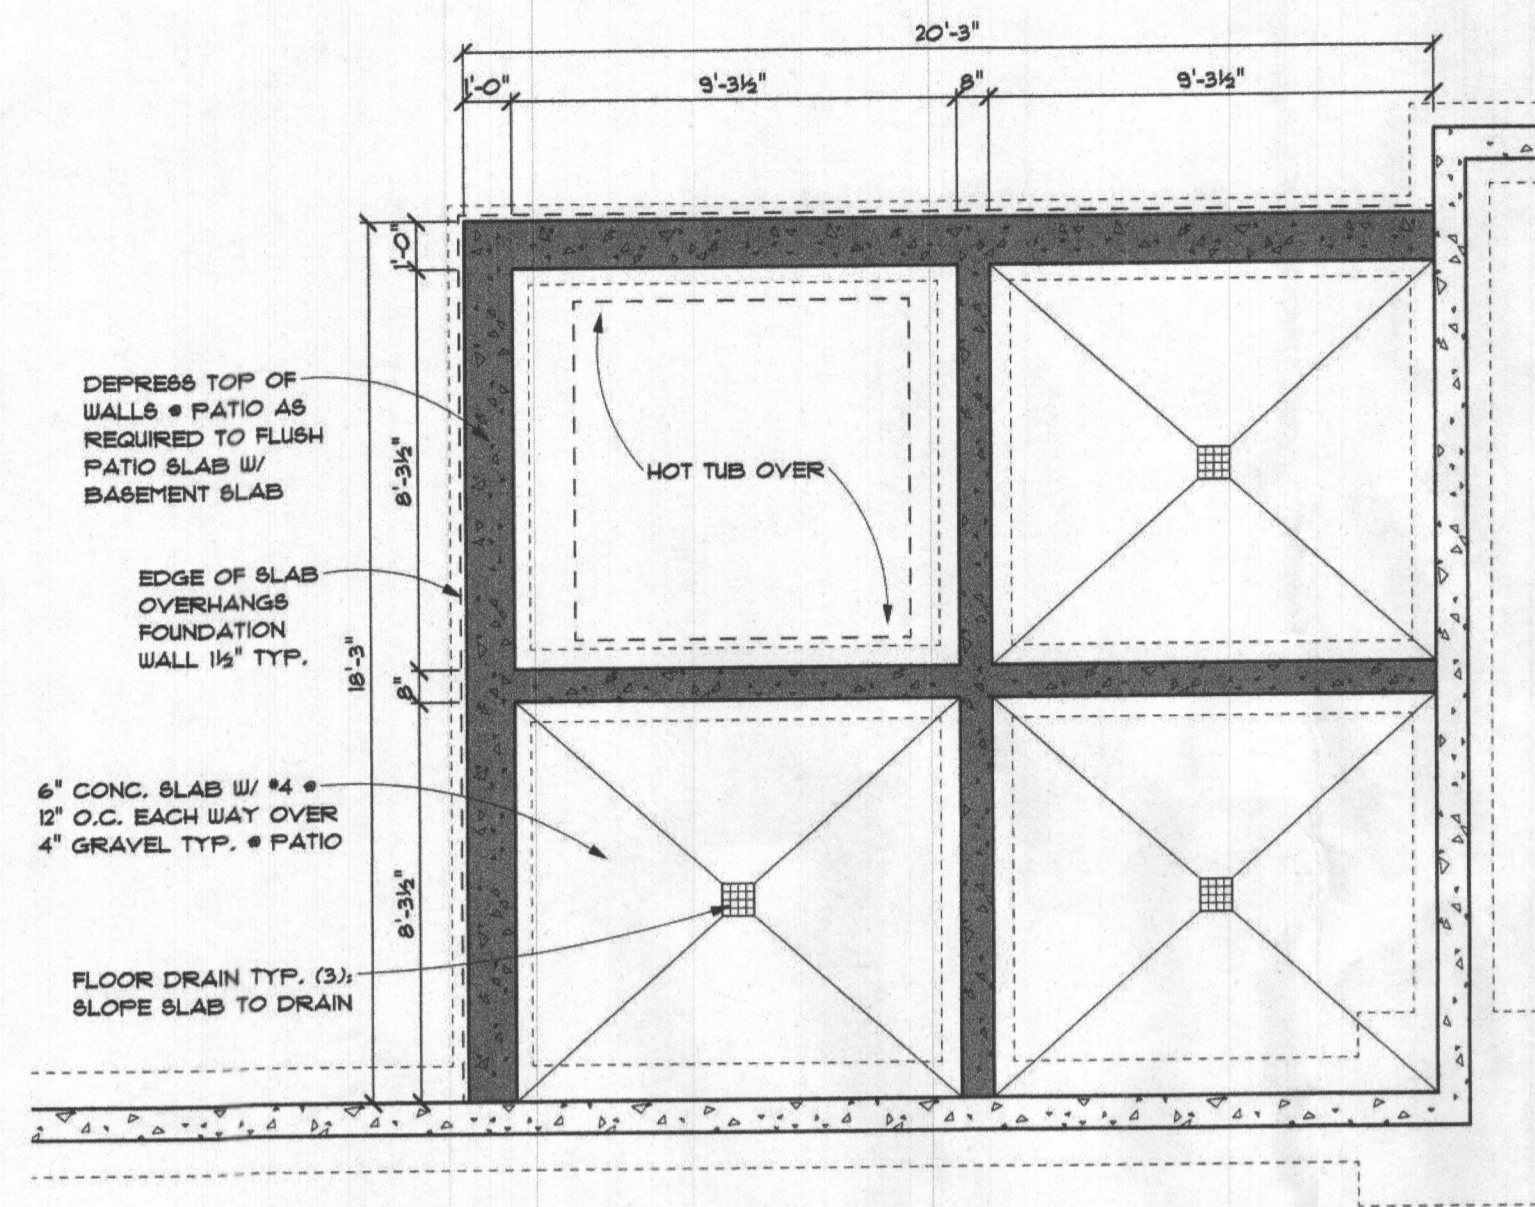 20'-3"
1'-0"
9'-3½"
8"
9'-3½"
1'-0"
DEPRESS TOP OF
WALLS @ PATIO AS
REQUIRED TO FLUSH
PATIO SLAB W/
BASEMENT SLAB
8'-3½"
HOT TUB OVER
EDGE OF SLAB
OVERHANGS
FOUNDATION
WALL 1½" TYP.
18'-3"
8"
6" CONC. SLAB W/ #4 @
12" O.C. EACH WAY OVER
4" GRAVEL TYP. @ PATIO
8'-3½"
FLOOR DRAIN TYP. (3);
SLOPE SLAB TO DRAIN